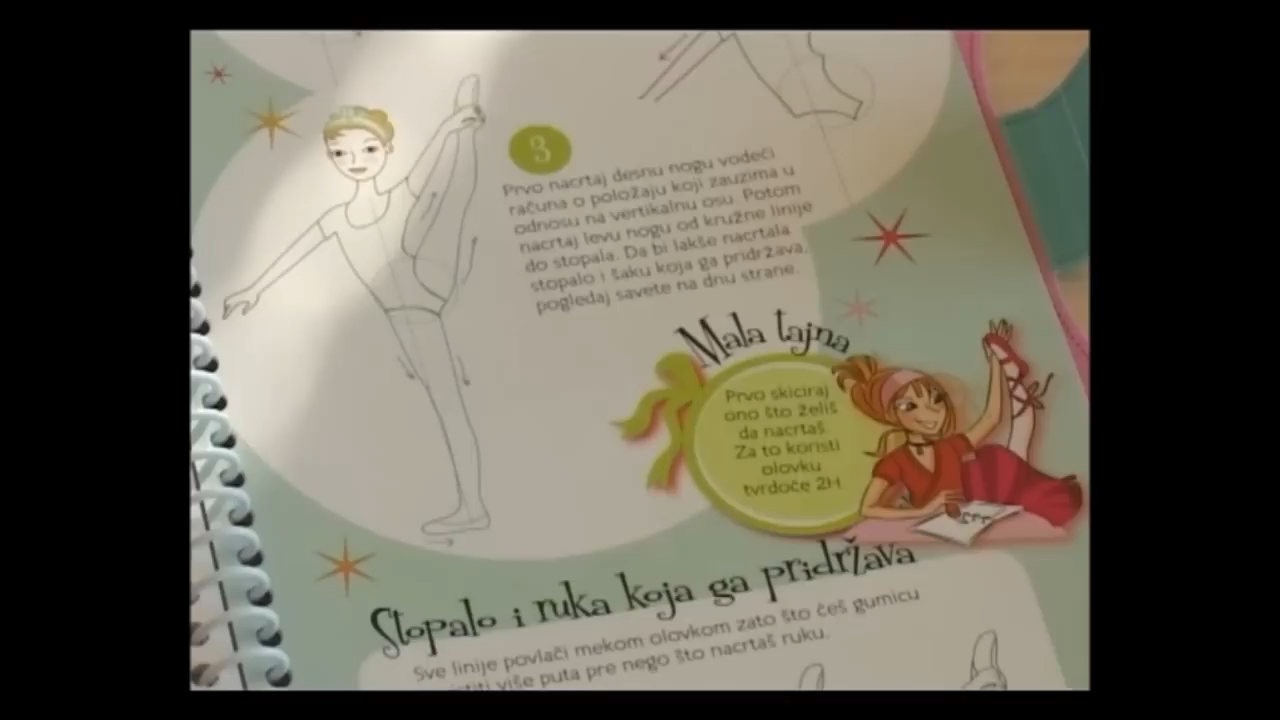 3
Prvo nacrtaj desnu nogu vodeći
računa o položaju koji zauzima u
odnosu na vertikalnu osu. Potom
nacrtaj levu nogu od kružne linije
do stopala. Da bi lakše nacrtala
stopalo i šaku koja ga pridržava,
pogledaj savete na dnu strane.
Mala tajna
Prvo skiciraj
ono što želiš
da nacrtaš.
Za to koristi
olovku
tvrdoće 2H
Stopalo i ruka koja ga pridržava
Sve linije povlači mekom olovkom zato što ćeš gumicu
više puta pre nego što nacrtaš ruku.